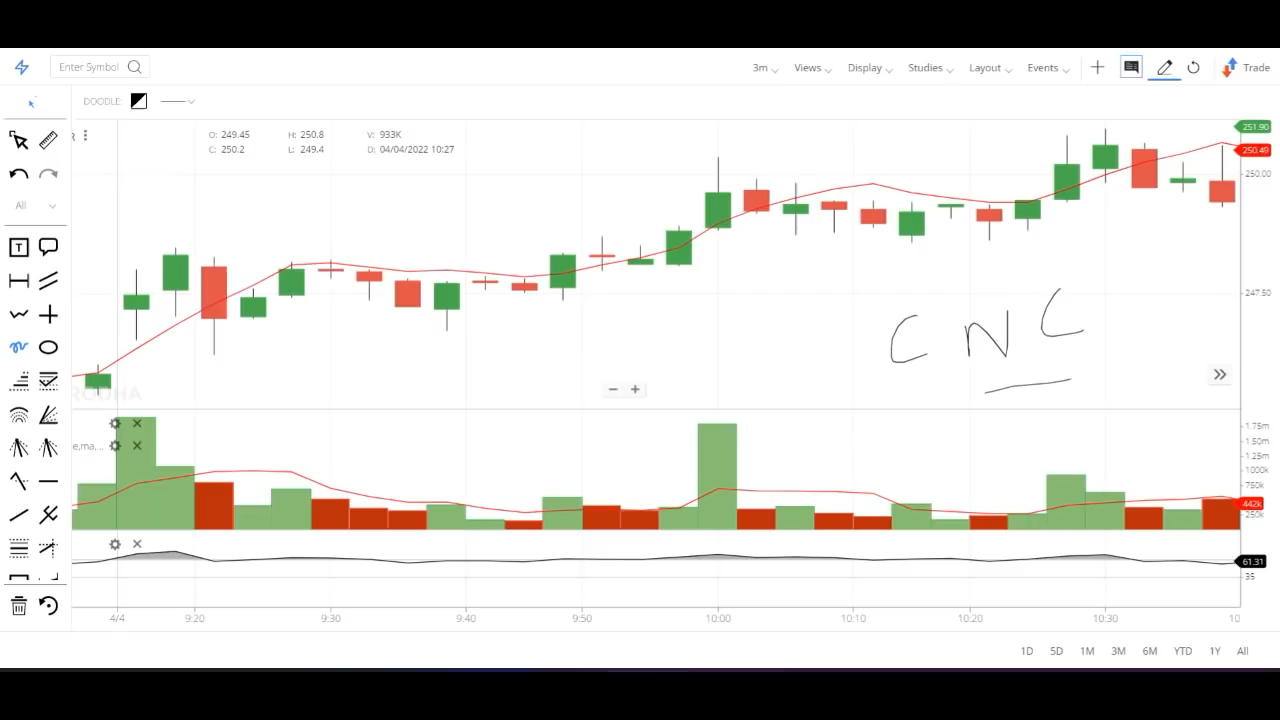 Enter Symbol
3m Views Display Studies Layout Events Trade
DOODLE:
All
R
O: 249.45 H: 250.8 V: 933K
C: 250.2 L: 249.4 D: 04/04/2022 10:27
251.90
250.49
250.00
247.50
C N C
RODHA
e,ma,...
1.75m
1.50m
1.25m
1000k
750k
442k
250k
61.31
35
4/4 9:20 9:30 9:40 9:50 10:00 10:10 10:20 10:30 10
1D 5D 1M 3M 6M YTD 1Y All